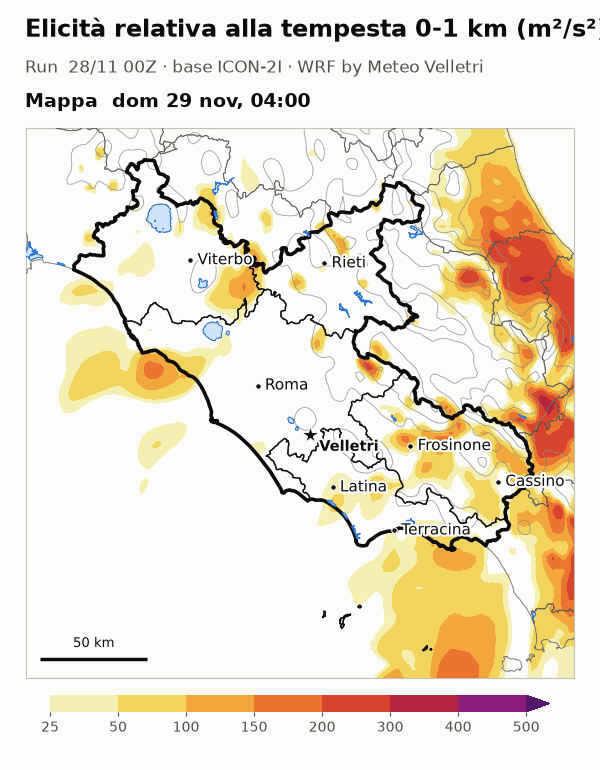 Elicità relativa alla tempesta 0-1 km (m²/s²)
Run 28/11 00Z · base ICON-2I · WRF by Meteo Velletri
Mappa dom 29 nov, 04:00
Viterbo
Rieti
Roma
Velletri
Frosinone
Cassino
Latina
Terracina
50 km
25 50 100 150 200 300 400 500